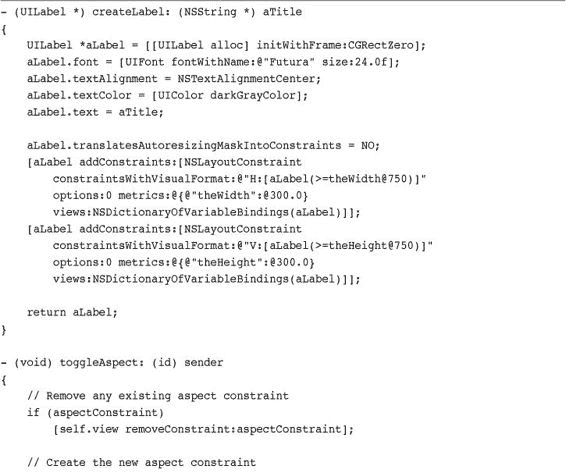 - (UILabel *) createLabel: (NSString *) aTitle
{
    UILabel *aLabel = [[UILabel alloc] initWithFrame:CGRectZero];
    aLabel.font = [UIFont fontWithName:@"Futura" size:24.0f];
    aLabel.textAlignment = NSTextAlignmentCenter;
    aLabel.textColor = [UIColor darkGrayColor];
    aLabel.text = aTitle;

    aLabel.translatesAutoresizingMaskIntoConstraints = NO;
    [aLabel addConstraints:[NSLayoutConstraint
        constraintsWithVisualFormat:@"H:[aLabel(>=theWidth@750)]"
        options:0 metrics:@{@"theWidth":@300.0}
        views:NSDictionaryOfVariableBindings(aLabel)]];
    [aLabel addConstraints:[NSLayoutConstraint
        constraintsWithVisualFormat:@"V:[aLabel(>=theHeight@750)]"
        options:0 metrics:@{@"theHeight":@300.0}
        views:NSDictionaryOfVariableBindings(aLabel)]];

    return aLabel;
}

- (void) toggleAspect: (id) sender
{
    // Remove any existing aspect constraint
    if (aspectConstraint)
        [self.view removeConstraint:aspectConstraint];

    // Create the new aspect constraint